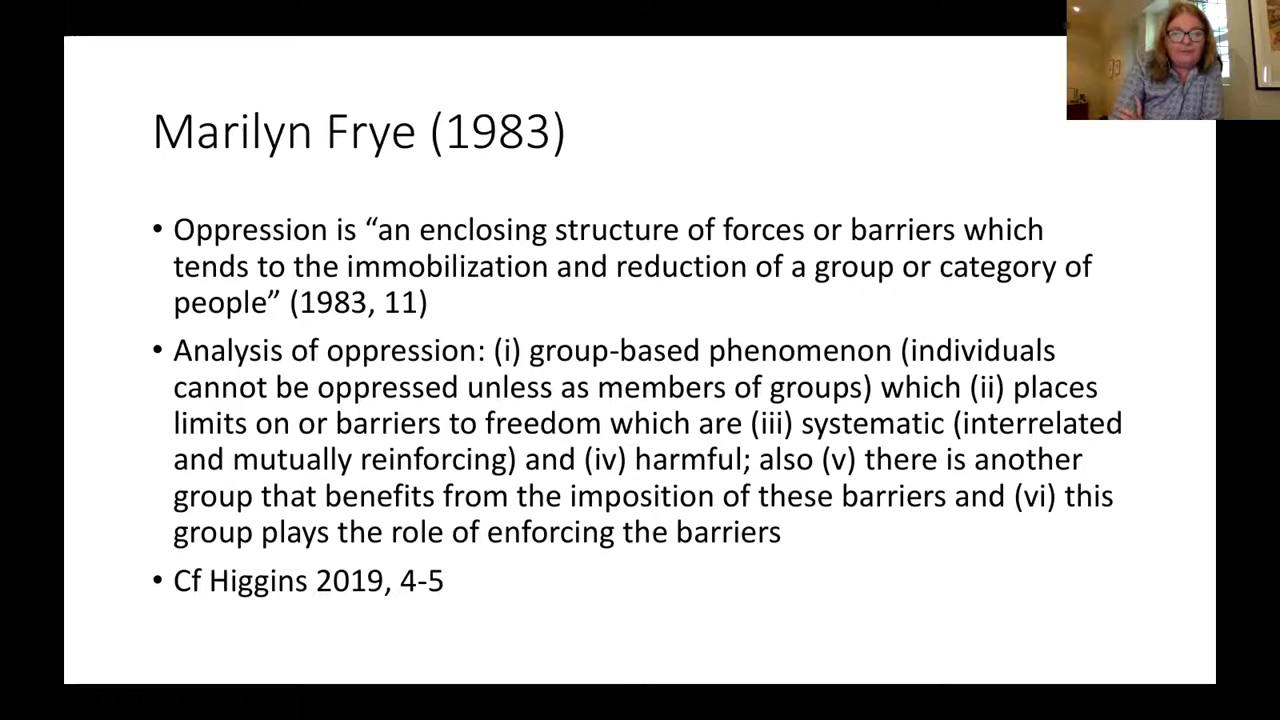 Marilyn Frye (1983)
• Oppression is “an enclosing structure of forces or barriers which
tends to the immobilization and reduction of a group or category of
people” (1983, 11)
• Analysis of oppression: (i) group-based phenomenon (individuals
cannot be oppressed unless as members of groups) which (ii) places
limits on or barriers to freedom which are (iii) systematic (interrelated
and mutually reinforcing) and (iv) harmful; also (v) there is another
group that benefits from the imposition of these barriers and (vi) this
group plays the role of enforcing the barriers
• Cf Higgins 2019, 4-5